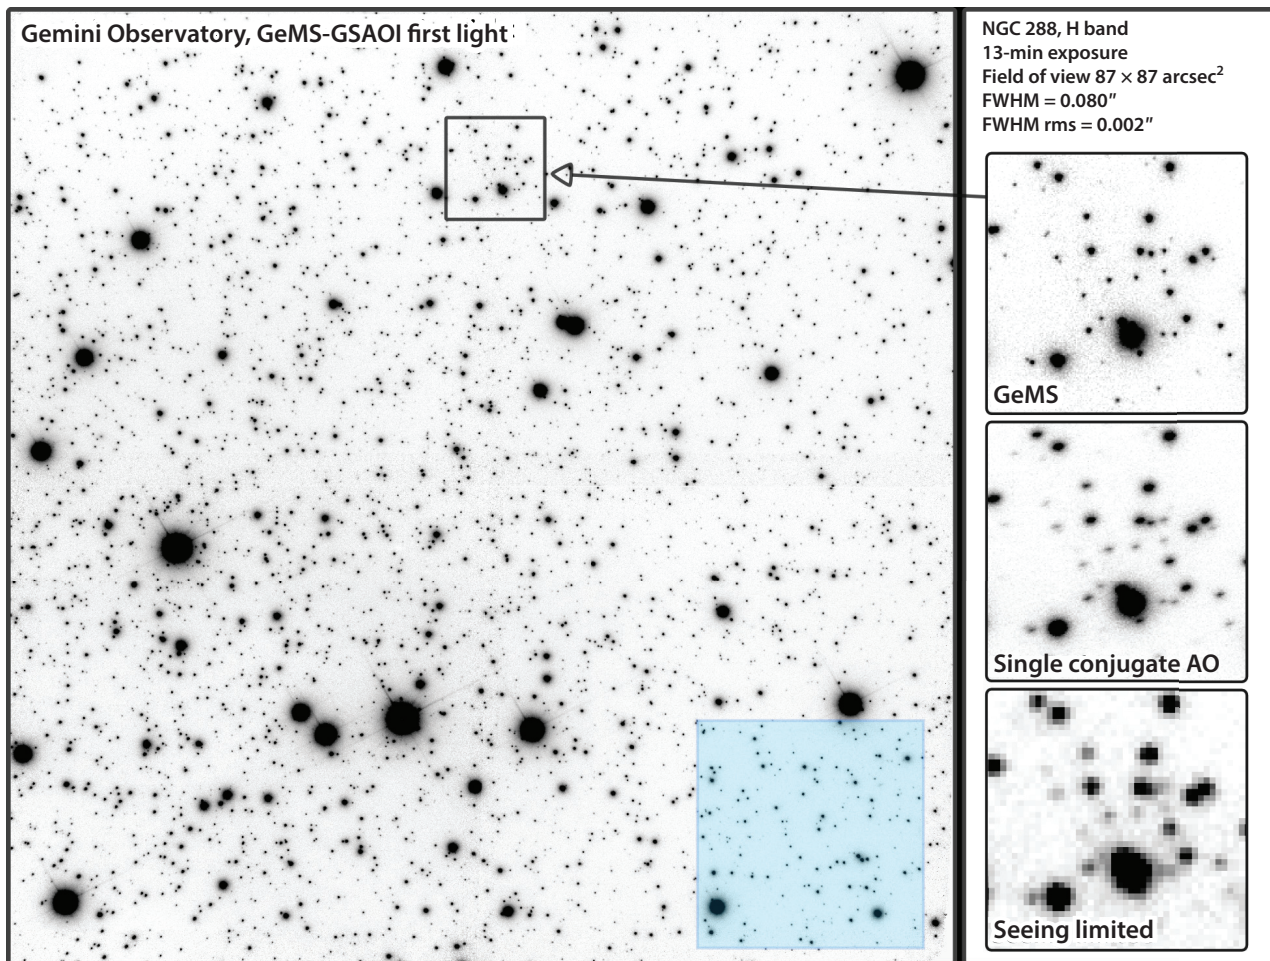 Gemini Observatory, GeMS-GSAOI first light
NGC 288, H band
13-min exposure
Field of view 87 × 87 arcsec²
FWHM = 0.080″
FWHM rms = 0.002″
GeMS
Single conjugate AO
Seeing limited